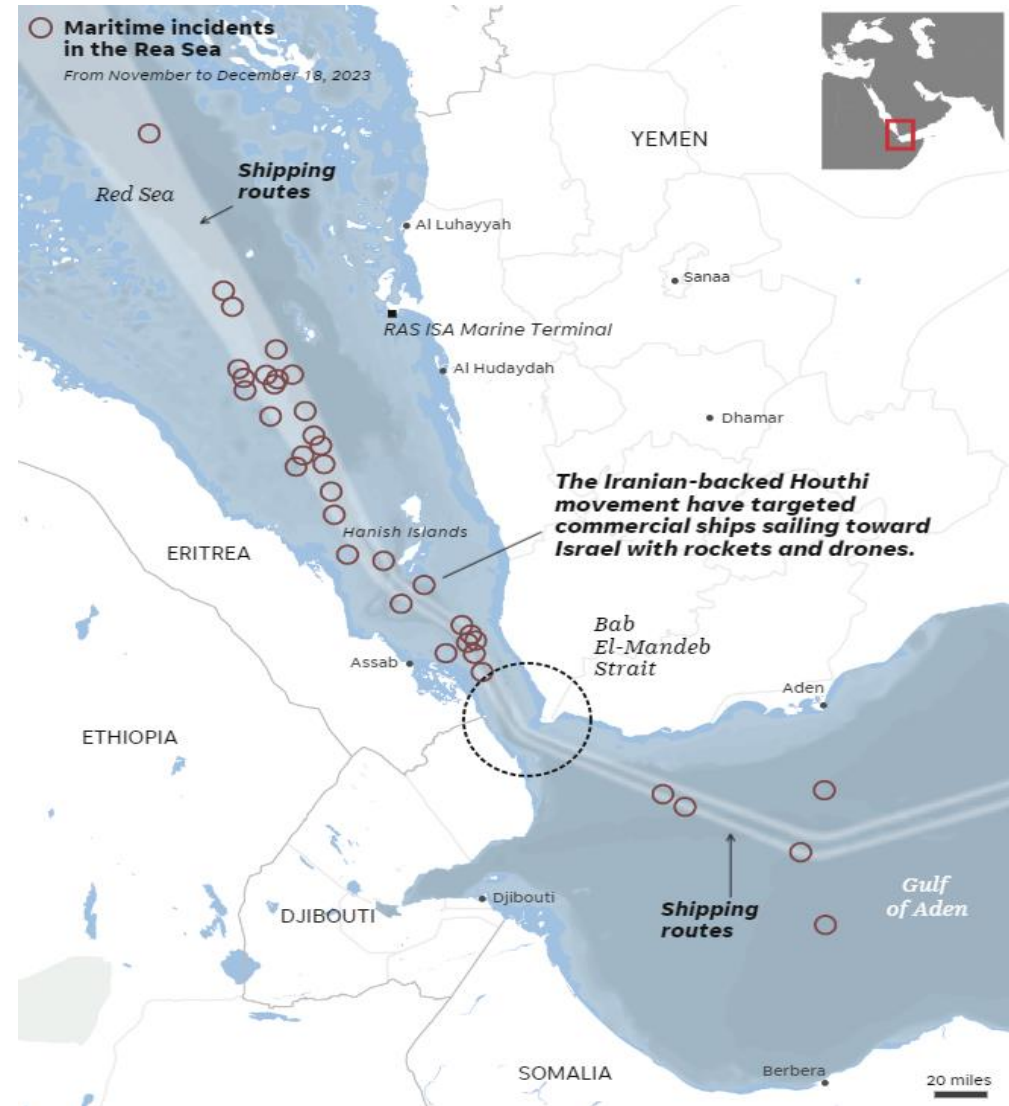 Maritime incidents
in the Rea Sea
From November to December 18, 2023
YEMEN
Shipping
routes
Red Sea
Al Luhayyah
Sanaa
RAS ISA Marine Terminal
Al Hudaydah
Dhamar
The Iranian-backed Houthi
movement have targeted
commercial ships sailing toward
Israel with rockets and drones.
Hanish Islands
ERITREA
Bab
El-Mandeb
Strait
Assab
Aden
ETHIOPIA
Gulf
of Aden
Djibouti
Shipping
routes
DJIBOUTI
SOMALIA
Berbera
20 miles